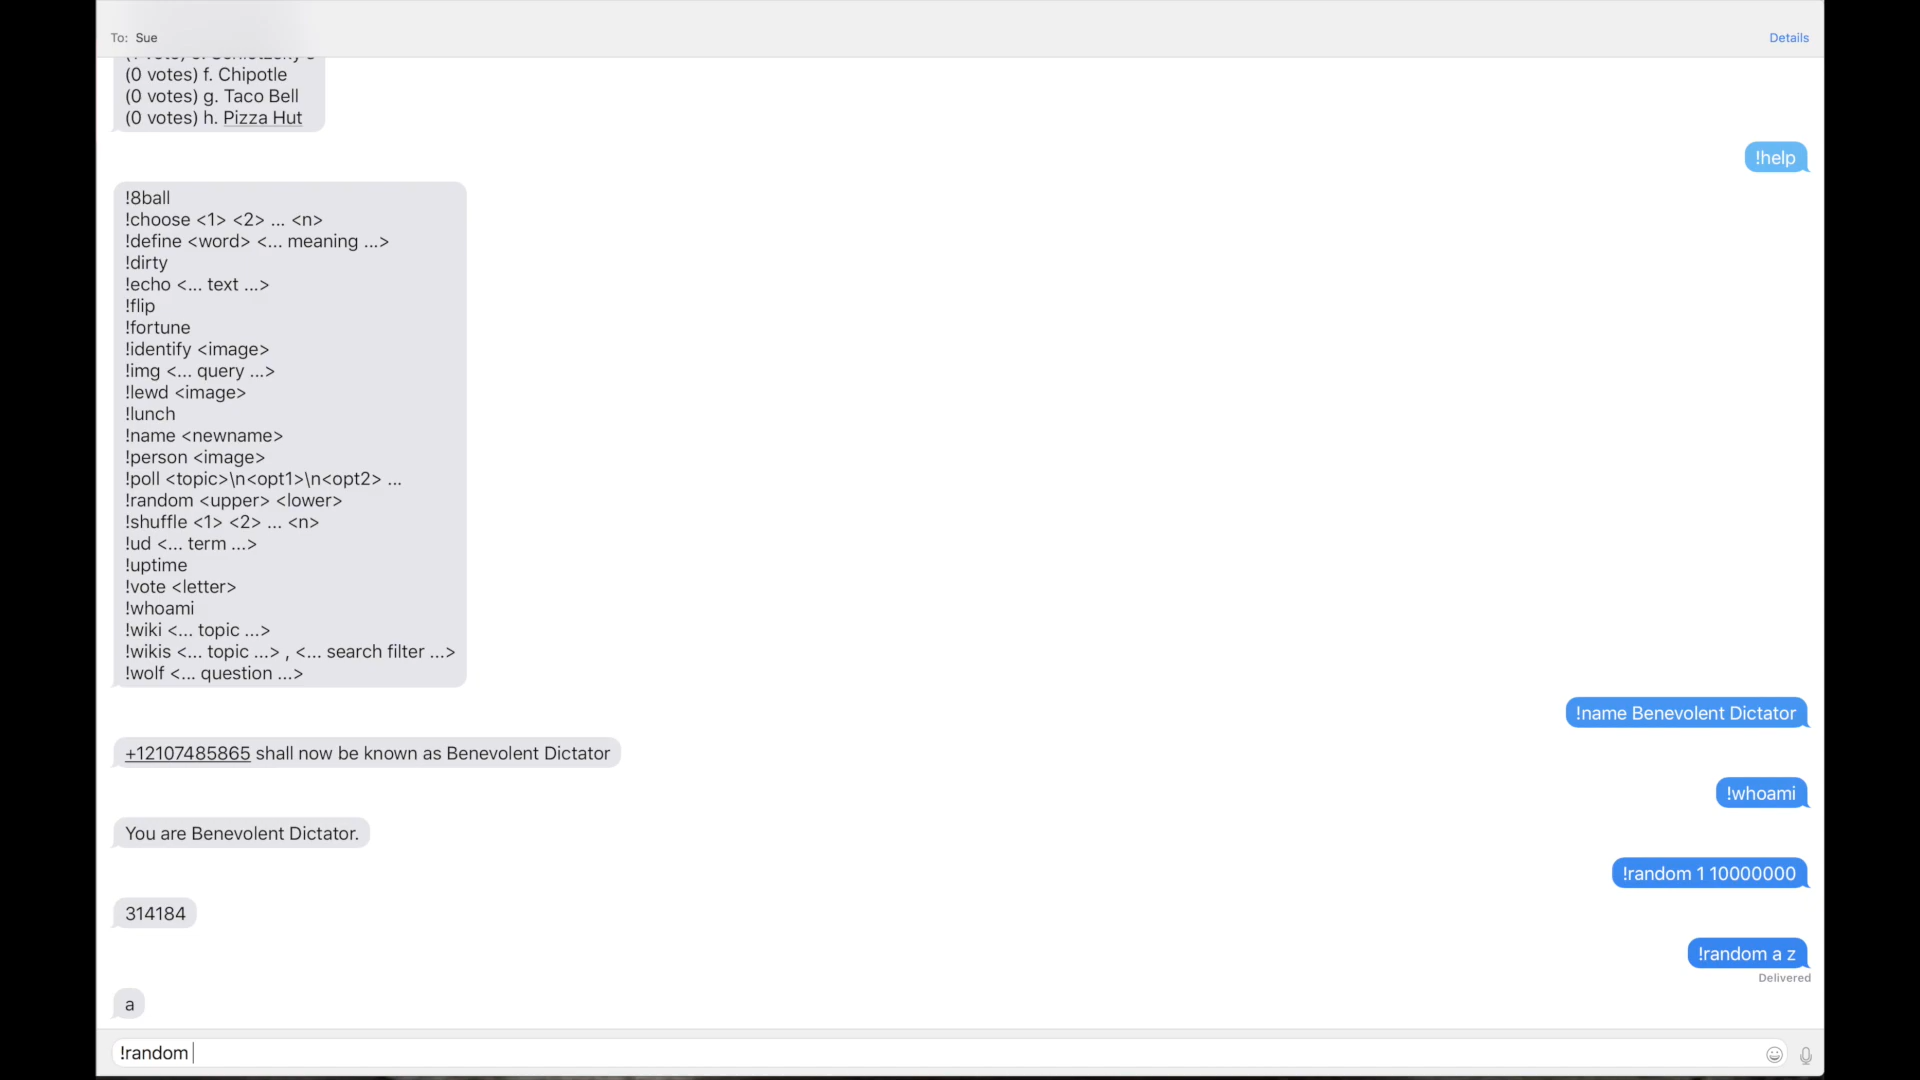 To: Sue
Details
(0 votes) f. Chipotle
(0 votes) g. Taco Bell
(0 votes) h. Pizza Hut
!help
!8ball
!choose <1> <2> ... <n>
!define <word> <... meaning ...>
!dirty
!echo <... text ...>
!flip
!fortune
!identify <image>
!img <... query ...>
!lewd <image>
!lunch
!name <newname>
!person <image>
!poll <topic>\n<opt1>\n<opt2> ...
!random <upper> <lower>
!shuffle <1> <2> ... <n>
!ud <... term ...>
!uptime
!vote <letter>
!whoami
!wiki <... topic ...>
!wikis <... topic ...> , <... search filter ...>
!wolf <... question ...>
!name Benevolent Dictator
+12107485865 shall now be known as Benevolent Dictator
!whoami
You are Benevolent Dictator.
!random 1 10000000
314184
!random a z
Delivered
a
!random